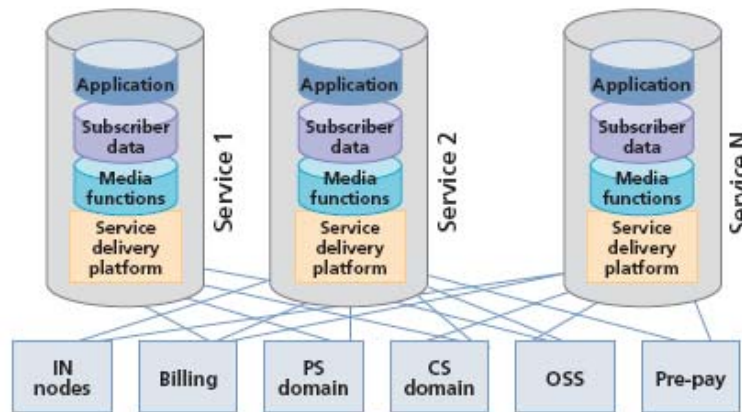 Application
Subscriber
data
Media
functions
Service
delivery
platform
Service 1
Application
Subscriber
data
Media
functions
Service
delivery
platform
Service 2
Application
Subscriber
data
Media
functions
Service
delivery
platform
Service N
IN
nodes
Billing
PS
domain
CS
domain
OSS
Pre-pay